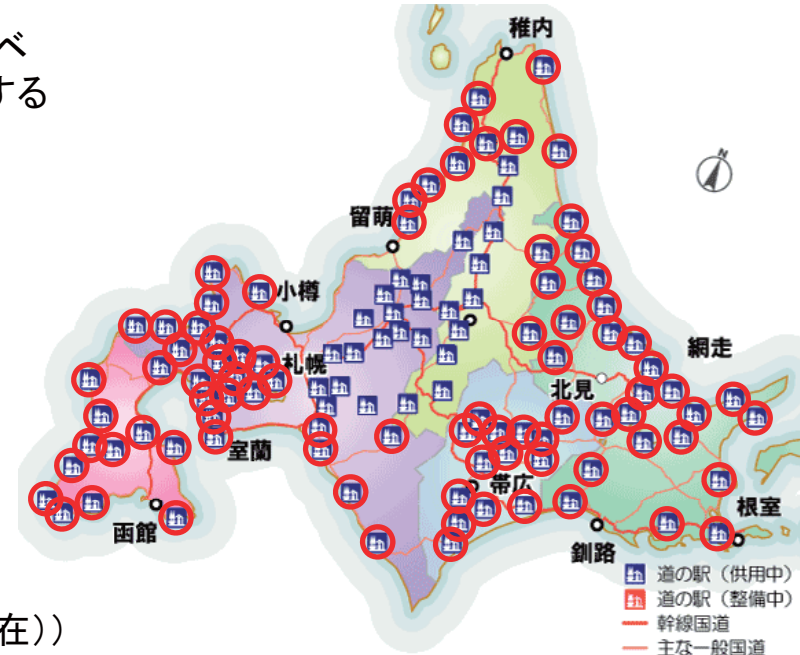 べ
する
稚内
N
留萌
小樽
網走
札幌
北見
室蘭
帯広
根室
函館
釧路
道の駅（供用中）
道の駅（整備中）
幹線国道
主な一般国道
在））